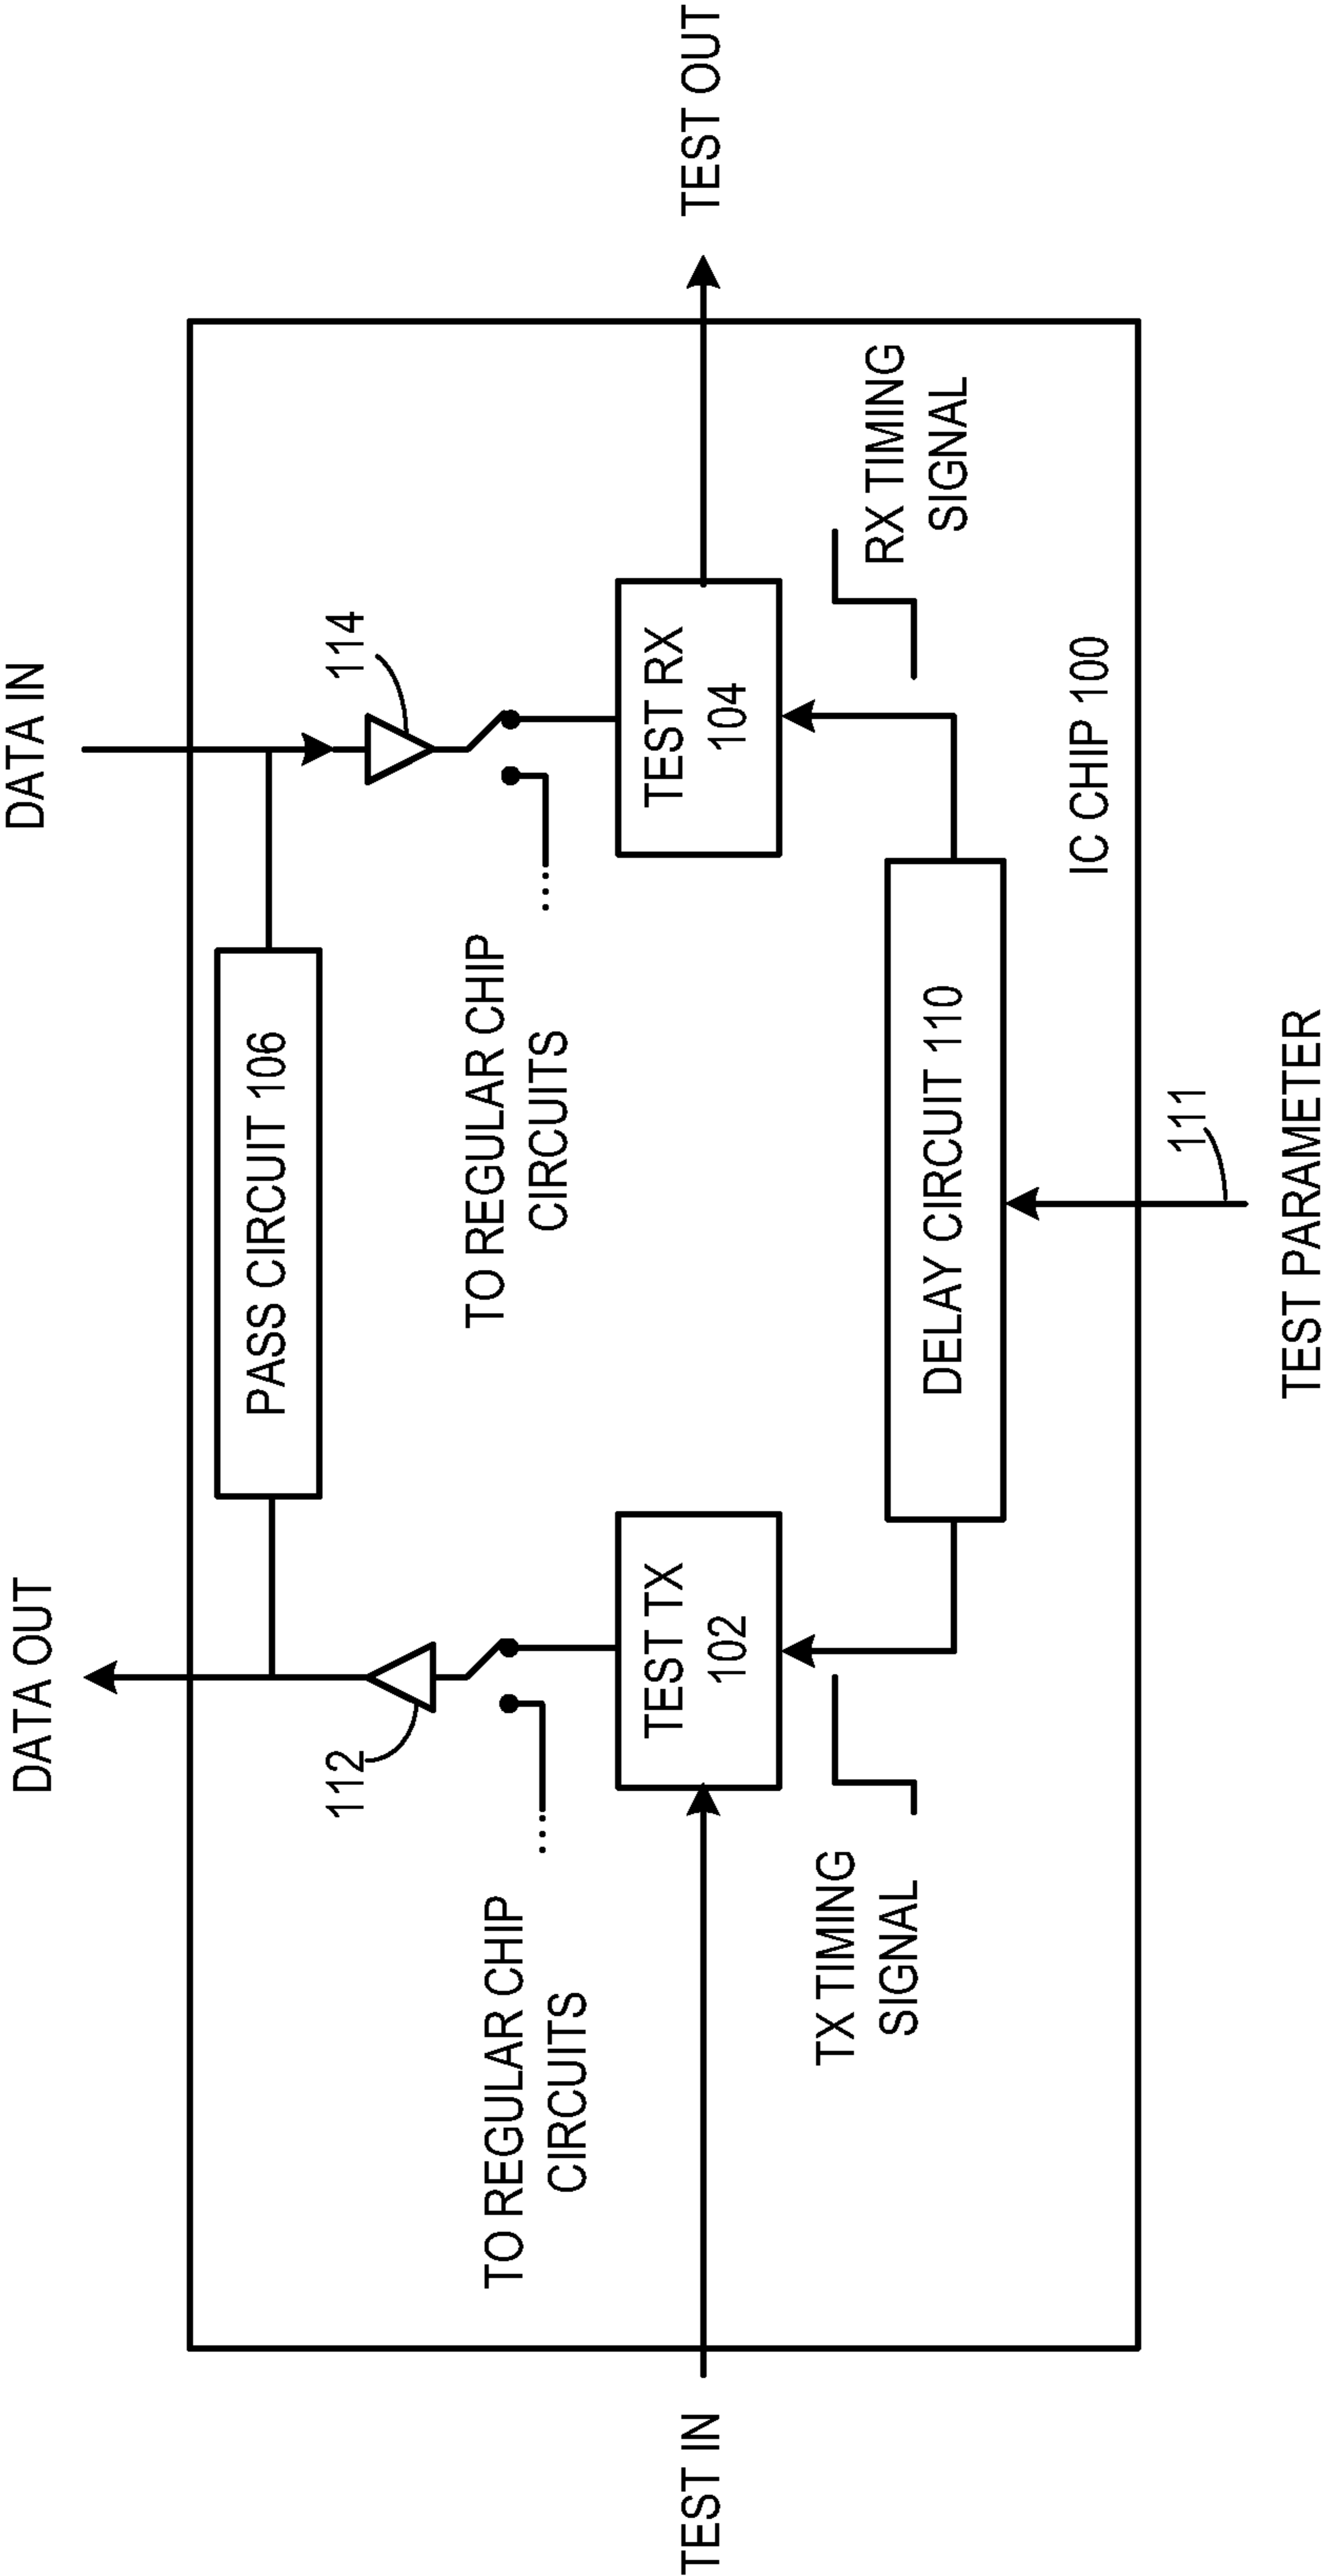 DATA OUT
DATA IN
PASS CIRCUIT 106
112
114
TO REGULAR CHIP
CIRCUITS
TO REGULAR CHIP
CIRCUITS
TEST IN
TEST TX
102
TEST RX
104
TEST OUT
TX TIMING
SIGNAL
RX TIMING
SIGNAL
DELAY CIRCUIT 110
IC CHIP 100
111
TEST PARAMETER